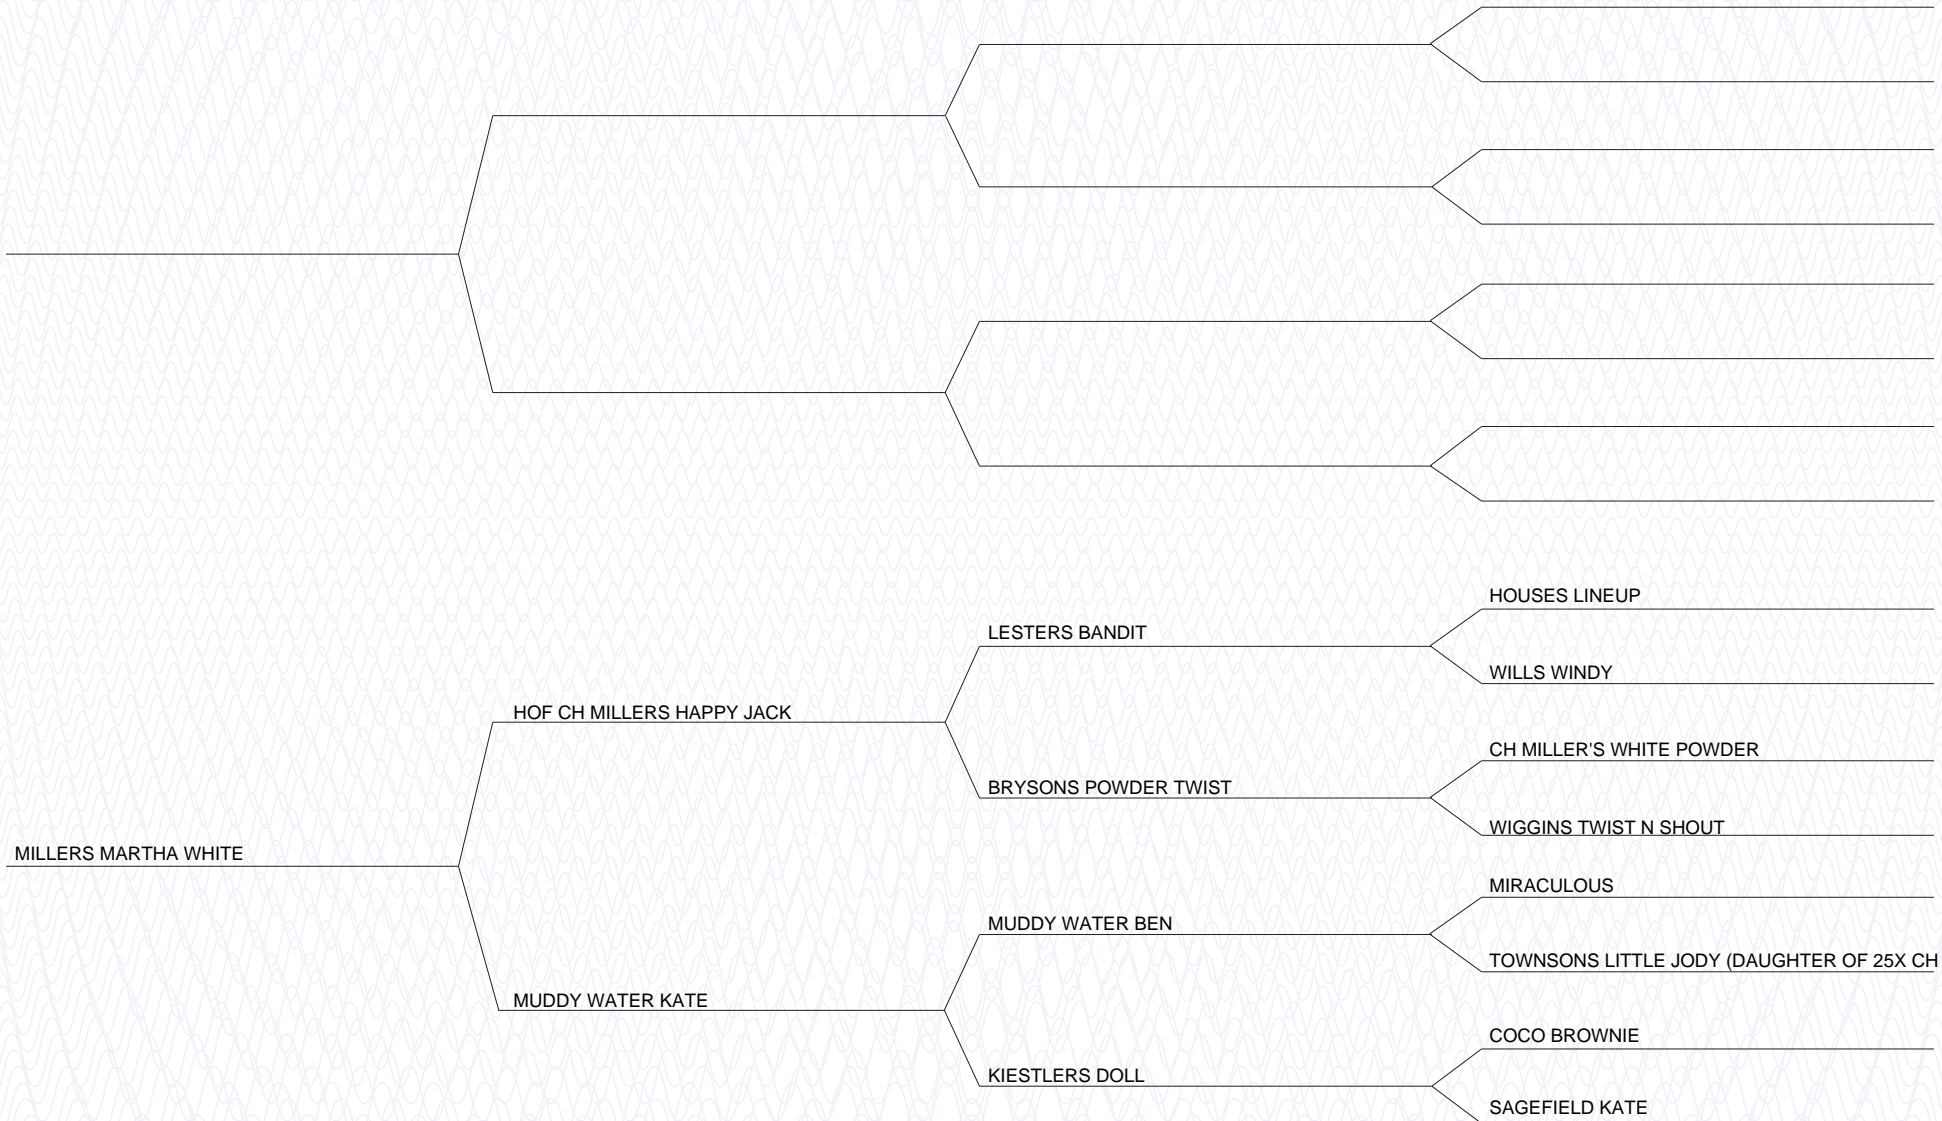 HOUSES LINEUP
LESTERS BANDIT
WILLS WINDY
HOF CH MILLERS HAPPY JACK
CH MILLER'S WHITE POWDER
BRYSONS POWDER TWIST
WIGGINS TWIST N SHOUT
MILLERS MARTHA WHITE
MIRACULOUS
MUDDY WATER BEN
TOWNSONS LITTLE JODY (DAUGHTER OF 25X CH
MUDDY WATER KATE
COCO BROWNIE
KIESTLERS DOLL
SAGEFIELD KATE